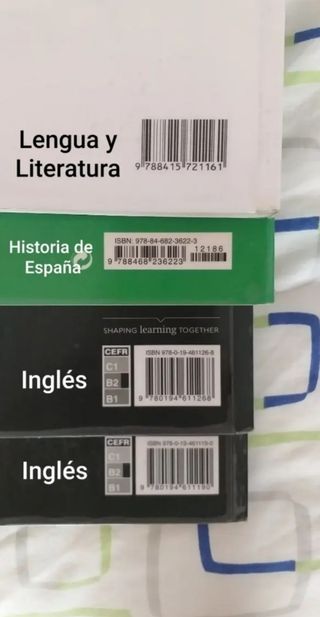 Lengua y
Literatura
9 788415 721161
Historia de
España
ISBN: 978-84-682-3622-3
12186
9 788468 236223
SHAPING learning TOGETHER
Inglés
CEFR
C1
B2
B1
ISBN 978-0-19-461126-8
9 780194 611268
Inglés
CEFR
C1
B2
B1
ISBN 978-0-19-461119-0
9 780194 611190